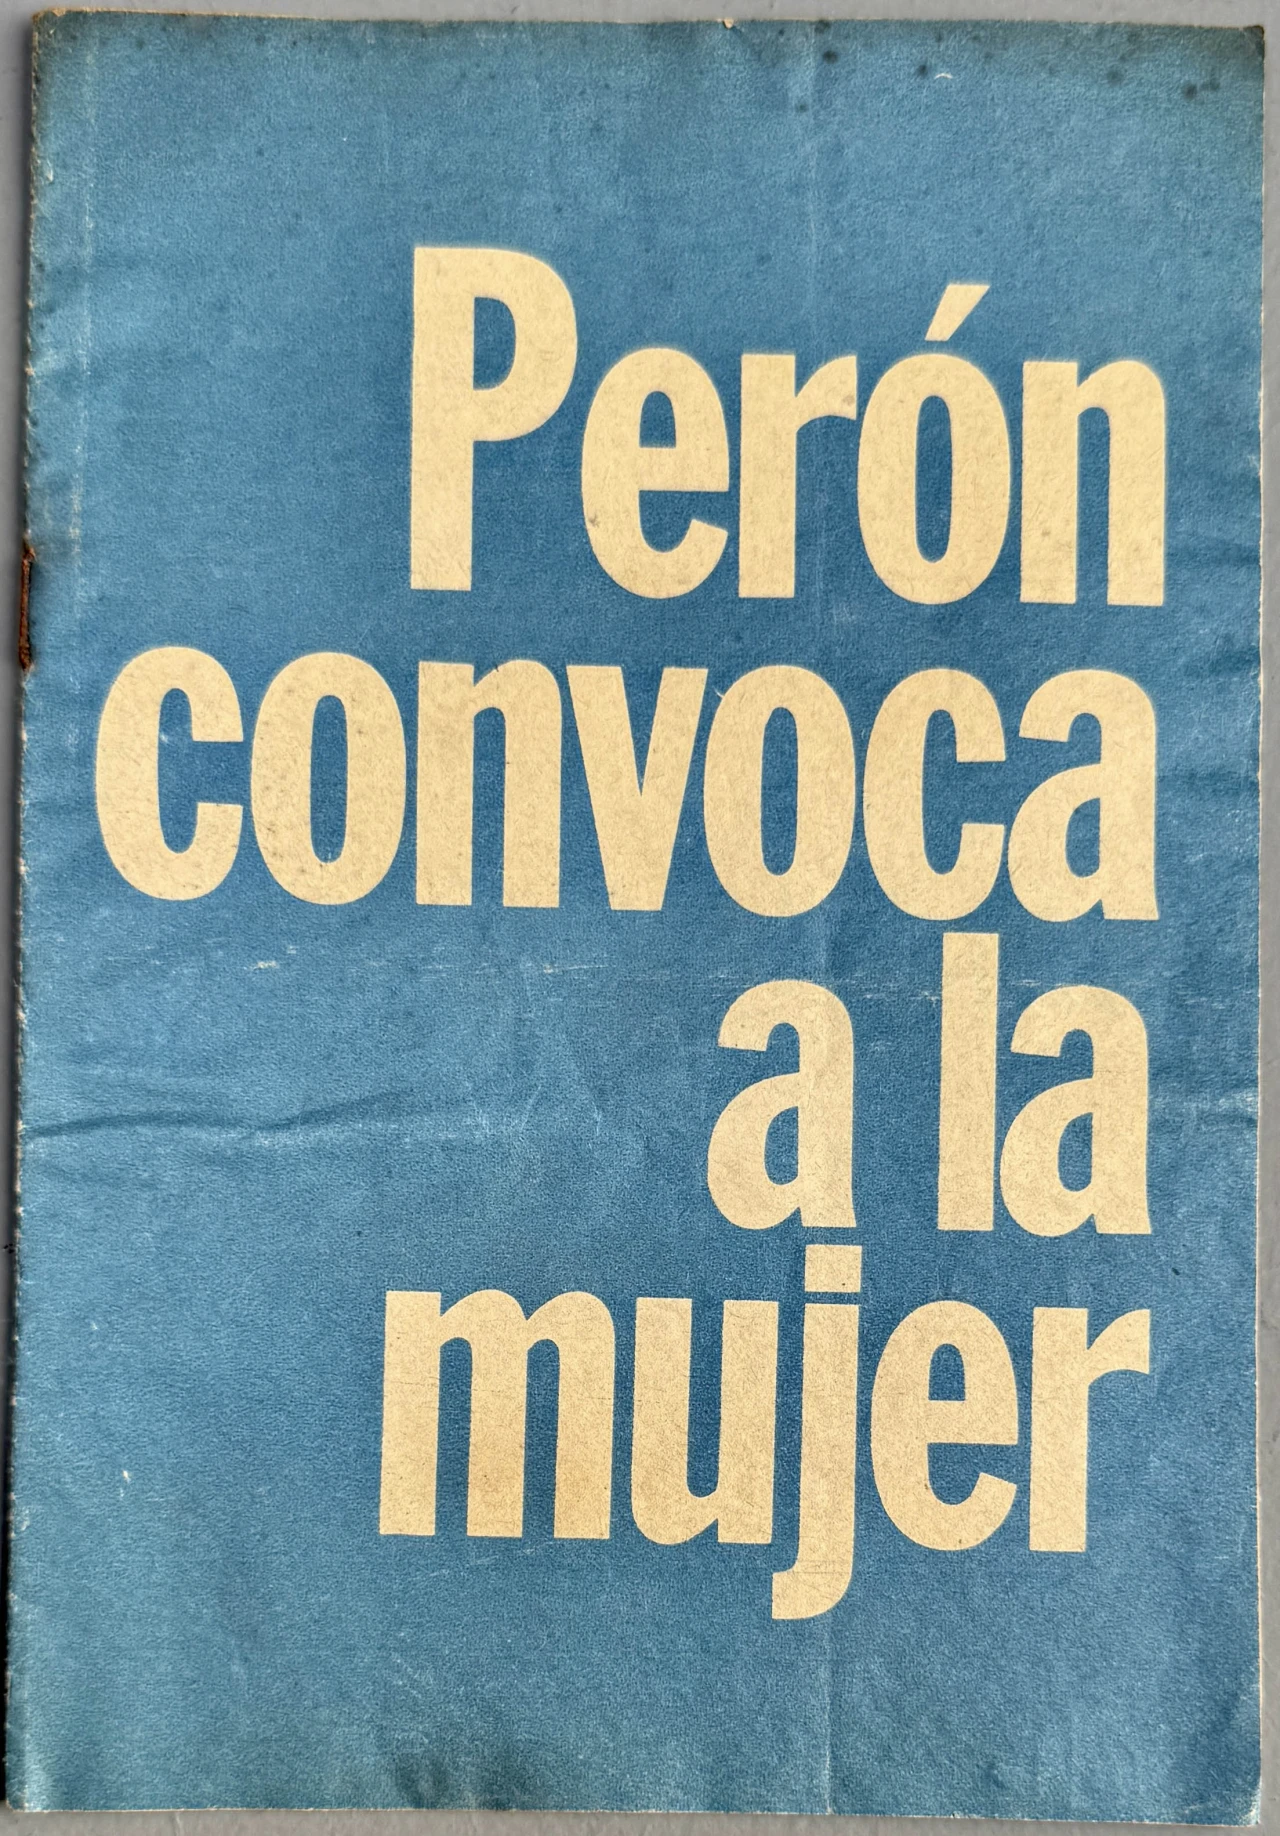 Perón
convoca
a la
mujer